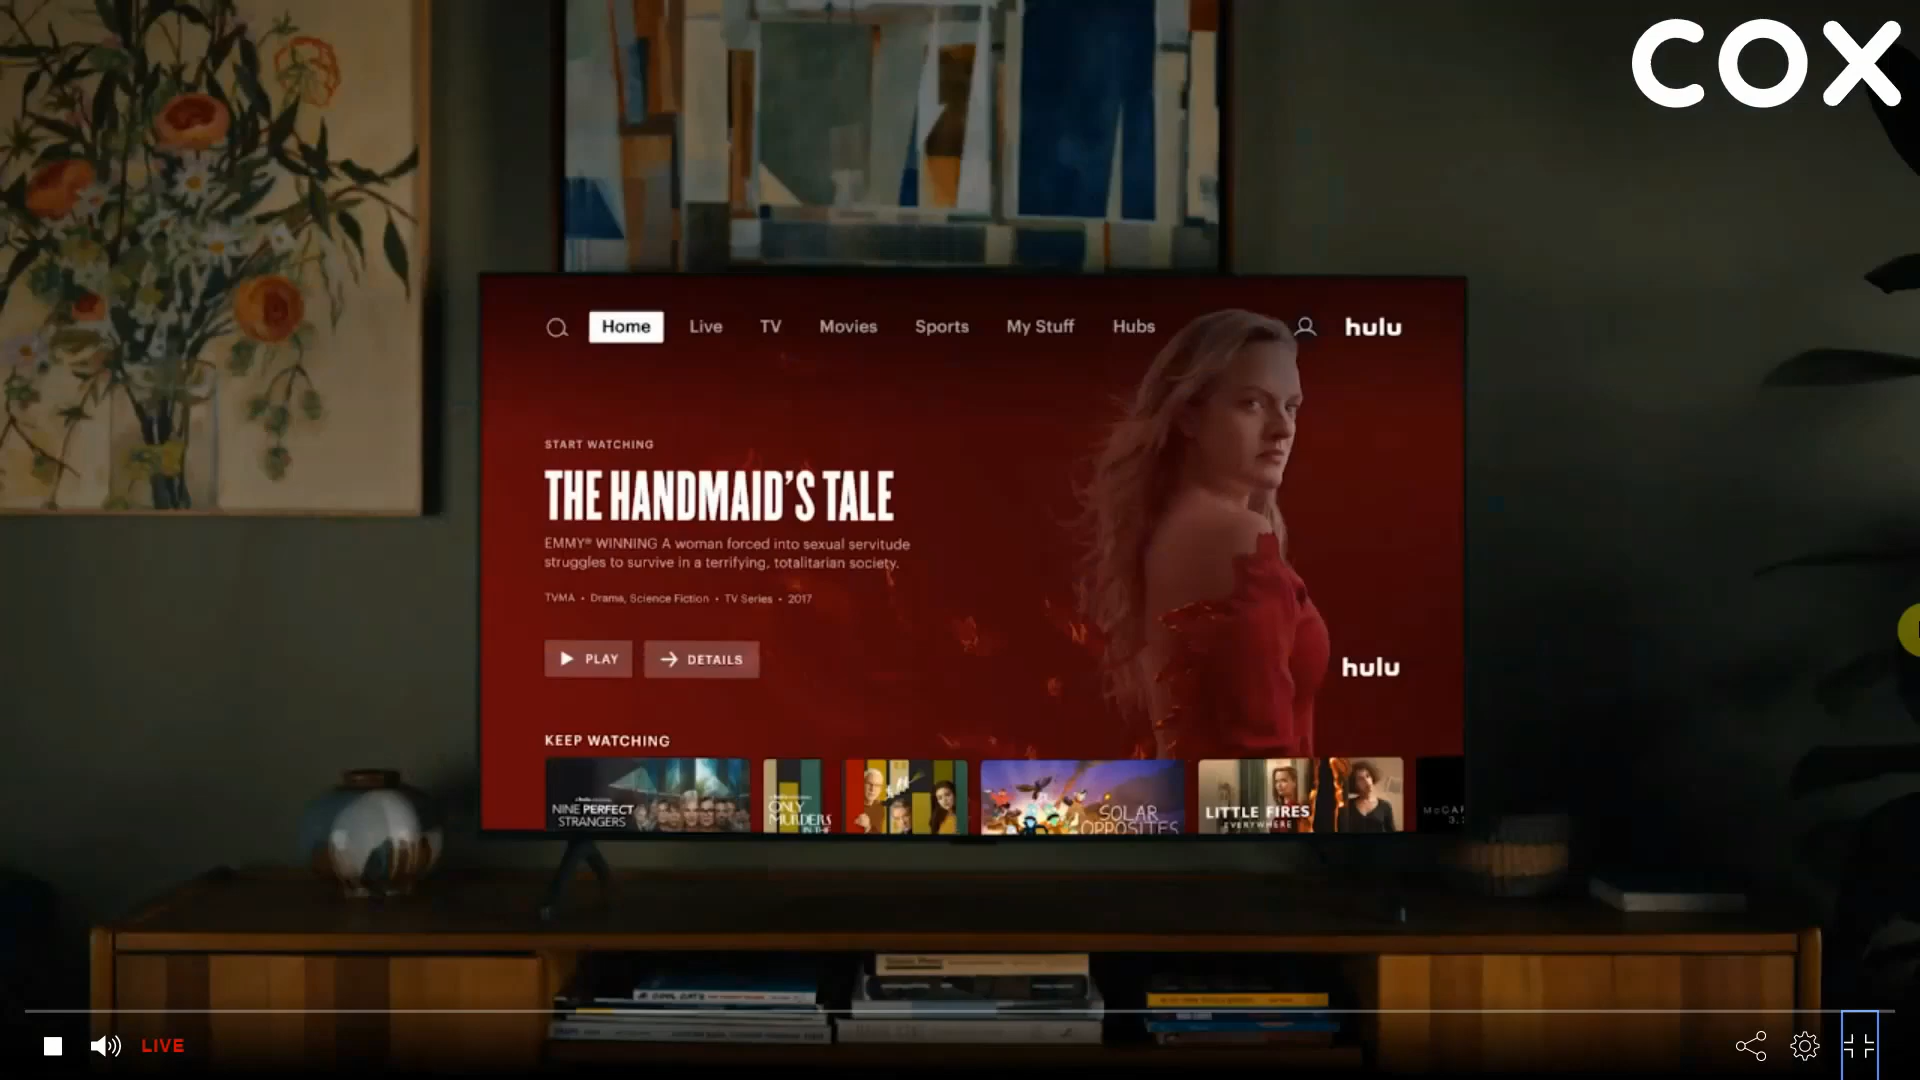 COX
Home Live TV Movies Sports My Stuff Hubs hulu
START WATCHING
THE HANDMAID'S TALE
EMMY® WINNING A woman forced into sexual servitude
struggles to survive in a terrifying, totalitarian society.
TVMA • Drama, Science Fiction • TV Series • 2017
PLAY DETAILS
hulu
KEEP WATCHING
NINE PERFECT
STRANGERS
ONLY
MURDERS
IN THE
SOLAR
OPPOSITES
LITTLE FIRES
EVERYWHERE
LIVE